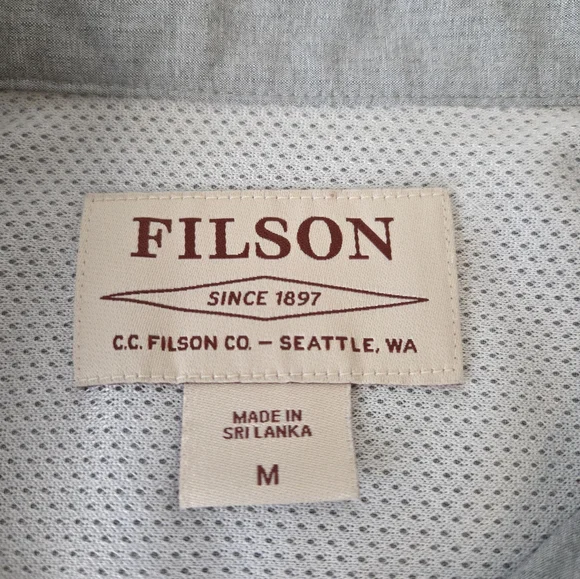 FILSON
SINCE 1897
C.C. FILSON CO. – SEATTLE, WA
MADE IN
SRI LANKA
M